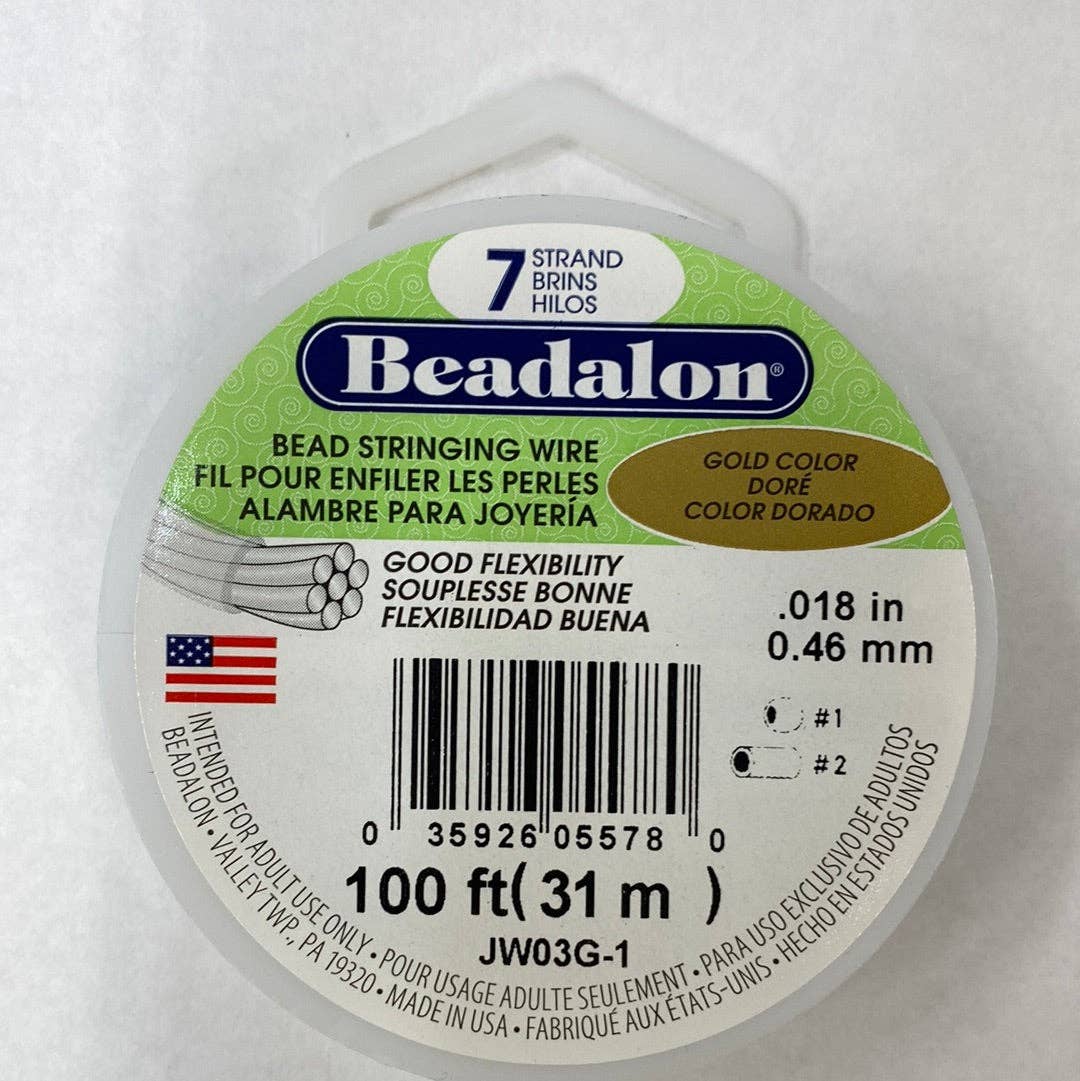 7 STRAND
BRINS
HILOS
Beadalon®
BEAD STRINGING WIRE
FIL POUR ENFILER LES PERLES
ALAMBRE PARA JOYERÍA
GOLD COLOR
DORÉ
COLOR DORADO
GOOD FLEXIBILITY
SOUPLESSE BONNE
FLEXIBILIDAD BUENA
.018 in
0.46 mm
#1
#2
0 35926 05578 0
100 ft( 31 m )
JW03G-1
INTENDED FOR ADULT USE ONLY • POUR USAGE ADULTE SEULEMENT • PARA USO EXCLUSIVO DE ADULTOS
BEADALON • VALLEY TWP., PA 19320 • MADE IN USA • FABRIQUÉ AUX ÉTATS-UNIS • HECHO EN ESTADOS UNIDOS